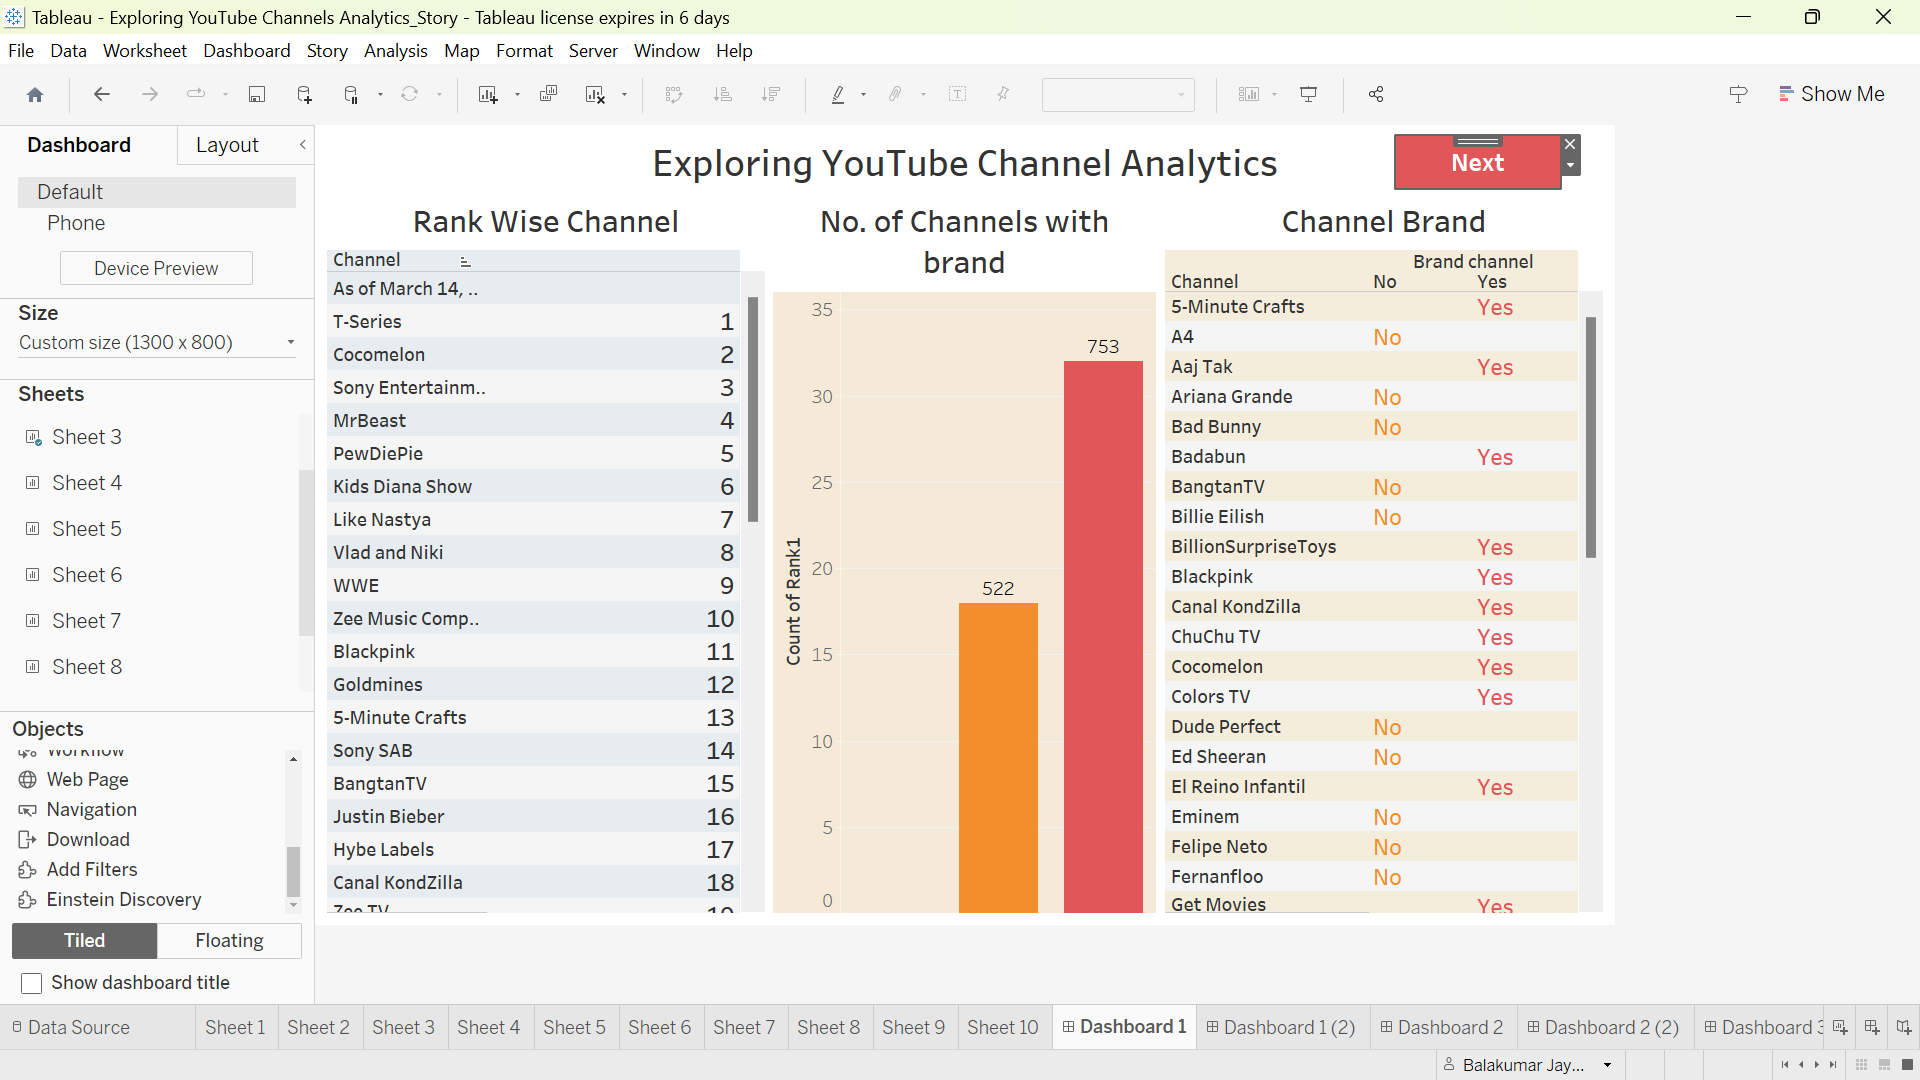 Tableau - Exploring YouTube Channels Analytics_Story - Tableau license expires in 6 days
File Data Worksheet Dashboard Story Analysis Map Format Server Window Help
Show Me
Dashboard
Layout
Default
Phone
Device Preview
Size
Custom size (1300 x 800)
Sheets
Sheet 3
Sheet 4
Sheet 5
Sheet 6
Sheet 7
Sheet 8
Objects
Workflow
Web Page
Navigation
Download
Add Filters
Einstein Discovery
Tiled
Floating
Show dashboard title
Exploring YouTube Channel Analytics
Next
Rank Wise Channel
Channel
As of March 14, ..
T-Series 1
Cocomelon 2
Sony Entertainm.. 3
MrBeast 4
PewDiePie 5
Kids Diana Show 6
Like Nastya 7
Vlad and Niki 8
WWE 9
Zee Music Comp.. 10
Blackpink 11
Goldmines 12
5-Minute Crafts 13
Sony SAB 14
BangtanTV 15
Justin Bieber 16
Hybe Labels 17
Canal KondZilla 18
Zee TV 19
No. of Channels with
brand
Count of Rank1
35
30
25
20
15
10
5
0
753
522
Channel Brand
Brand channel
Channel No Yes
5-Minute Crafts Yes
A4 No
Aaj Tak Yes
Ariana Grande No
Bad Bunny No
Badabun Yes
BangtanTV No
Billie Eilish No
BillionSurpriseToys Yes
Blackpink Yes
Canal KondZilla Yes
ChuChu TV Yes
Cocomelon Yes
Colors TV Yes
Dude Perfect No
Ed Sheeran No
El Reino Infantil Yes
Eminem No
Felipe Neto No
Fernanfloo No
Get Movies Yes
Data Source Sheet 1 Sheet 2 Sheet 3 Sheet 4 Sheet 5 Sheet 6 Sheet 7 Sheet 8 Sheet 9 Sheet 10 Dashboard 1 Dashboard 1 (2) Dashboard 2 Dashboard 2 (2) Dashboard 3
Balakumar Jay...